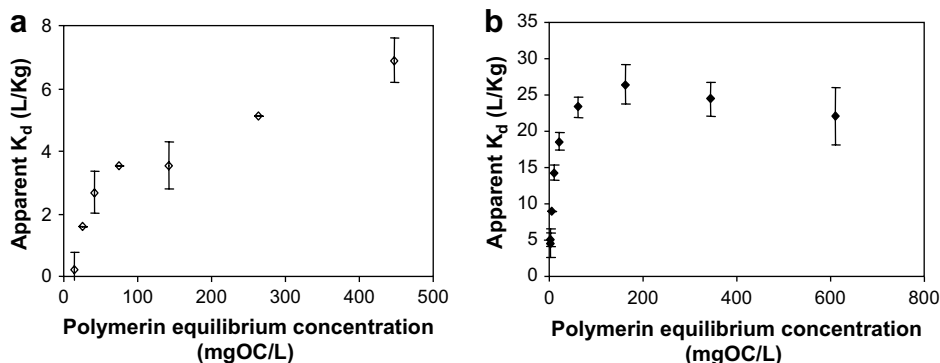 a
8
6
4
2
0
Apparent Kd (L/Kg)
0 100 200 300 400 500
Polymerin equilibrium concentration
(mgOC/L)
b
35
30
25
20
15
10
5
0
Apparent Kd (L/Kg)
0 200 400 600 800
Polymerin equilibrium concentration
(mgOC/L)